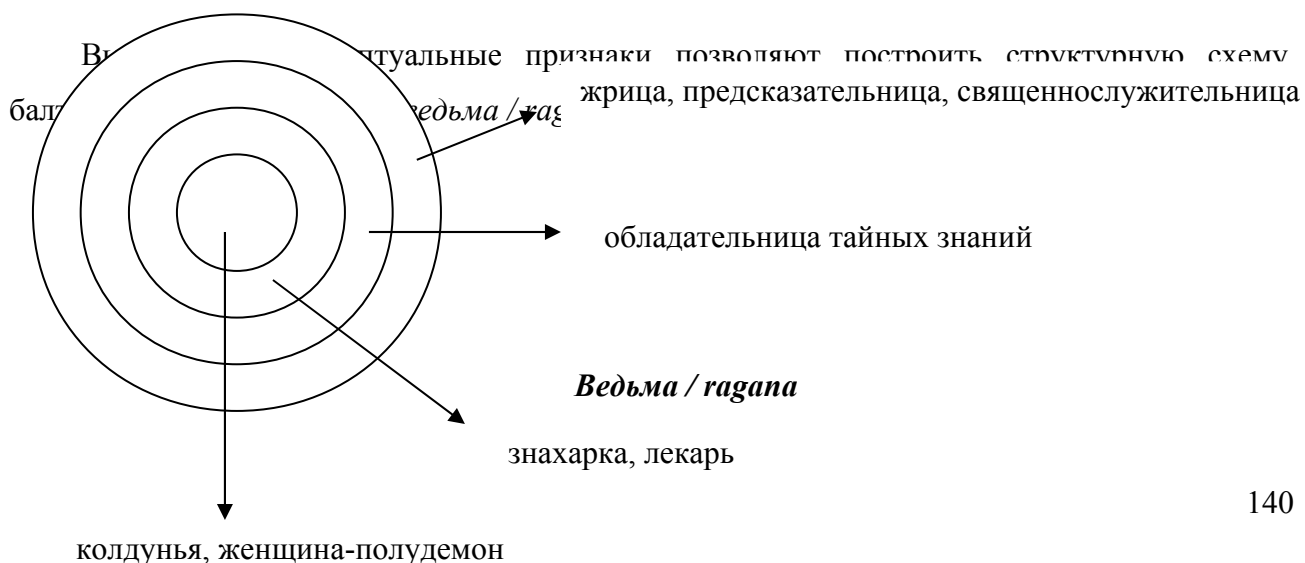 признаки позволяют построить структурную схему
ведьма /
жрица, предсказательница, священнослужительница
обладательница тайных знаний
Ведьма / ragana
знахарка, лекарь
140
колдунья, женщина-полудемон